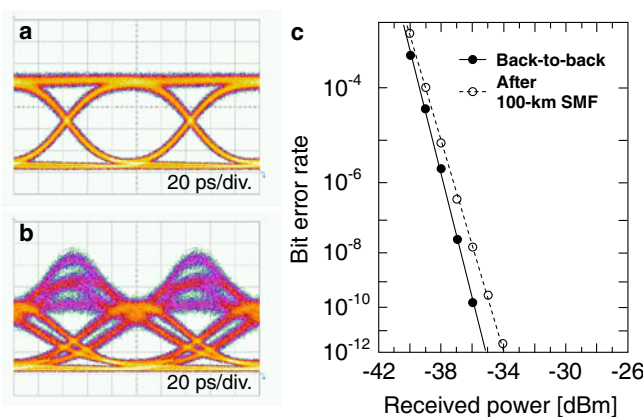 a
20 ps/div.
b
20 ps/div.
c
Back-to-back
After
100-km SMF
Bit error rate
10-4
10-6
10-8
10-10
10-12
-42 -38 -34 -30 -26
Received power [dBm]